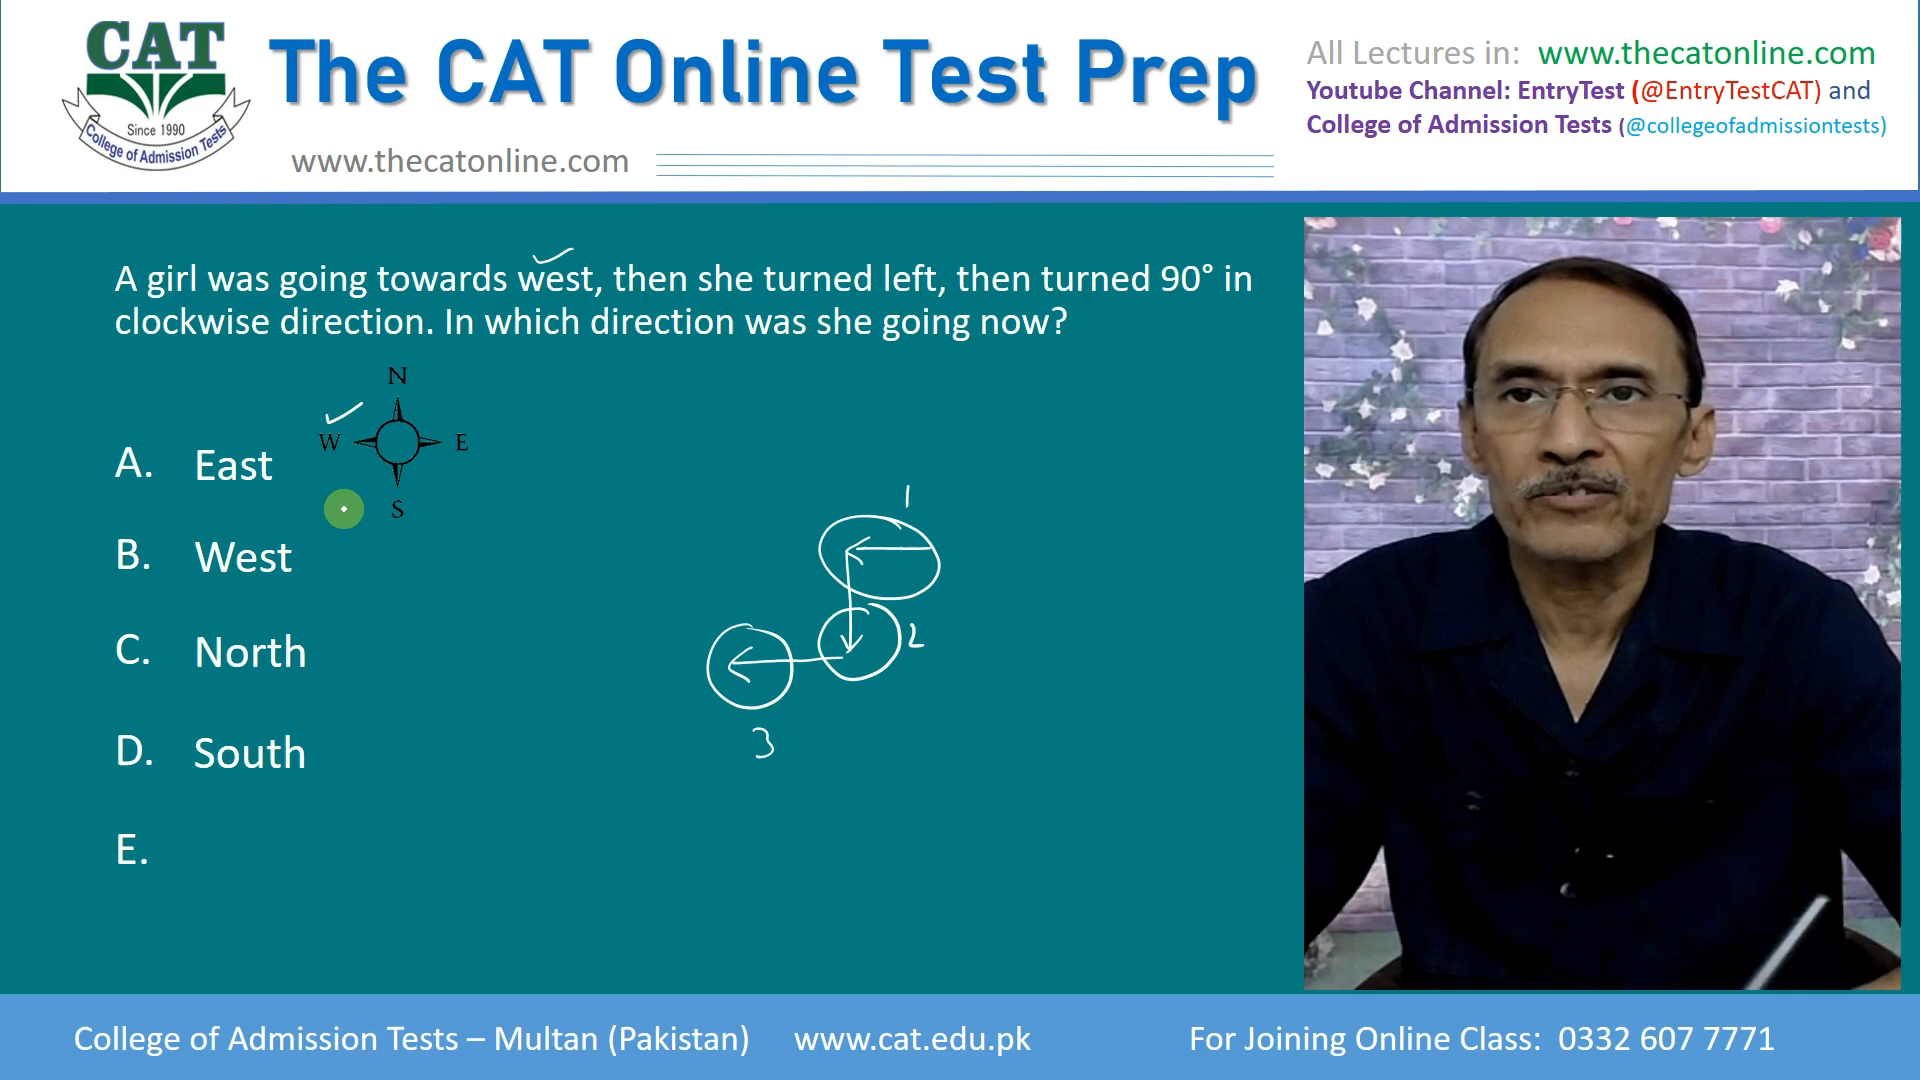 CAT
Since 1990
College of Admission Tests
The CAT Online Test Prep
www.thecatonline.com
All Lectures in: www.thecatonline.com
Youtube Channel: EntryTest (@EntryTestCAT) and
College of Admission Tests (@collegeofadmissiontests)
A girl was going towards west, then she turned left, then turned 90° in
clockwise direction. In which direction was she going now?
N
W E
S
A. East
B. West
C. North
D. South
E.
1
2
3
College of Admission Tests – Multan (Pakistan) www.cat.edu.pk For Joining Online Class: 0332 607 7771